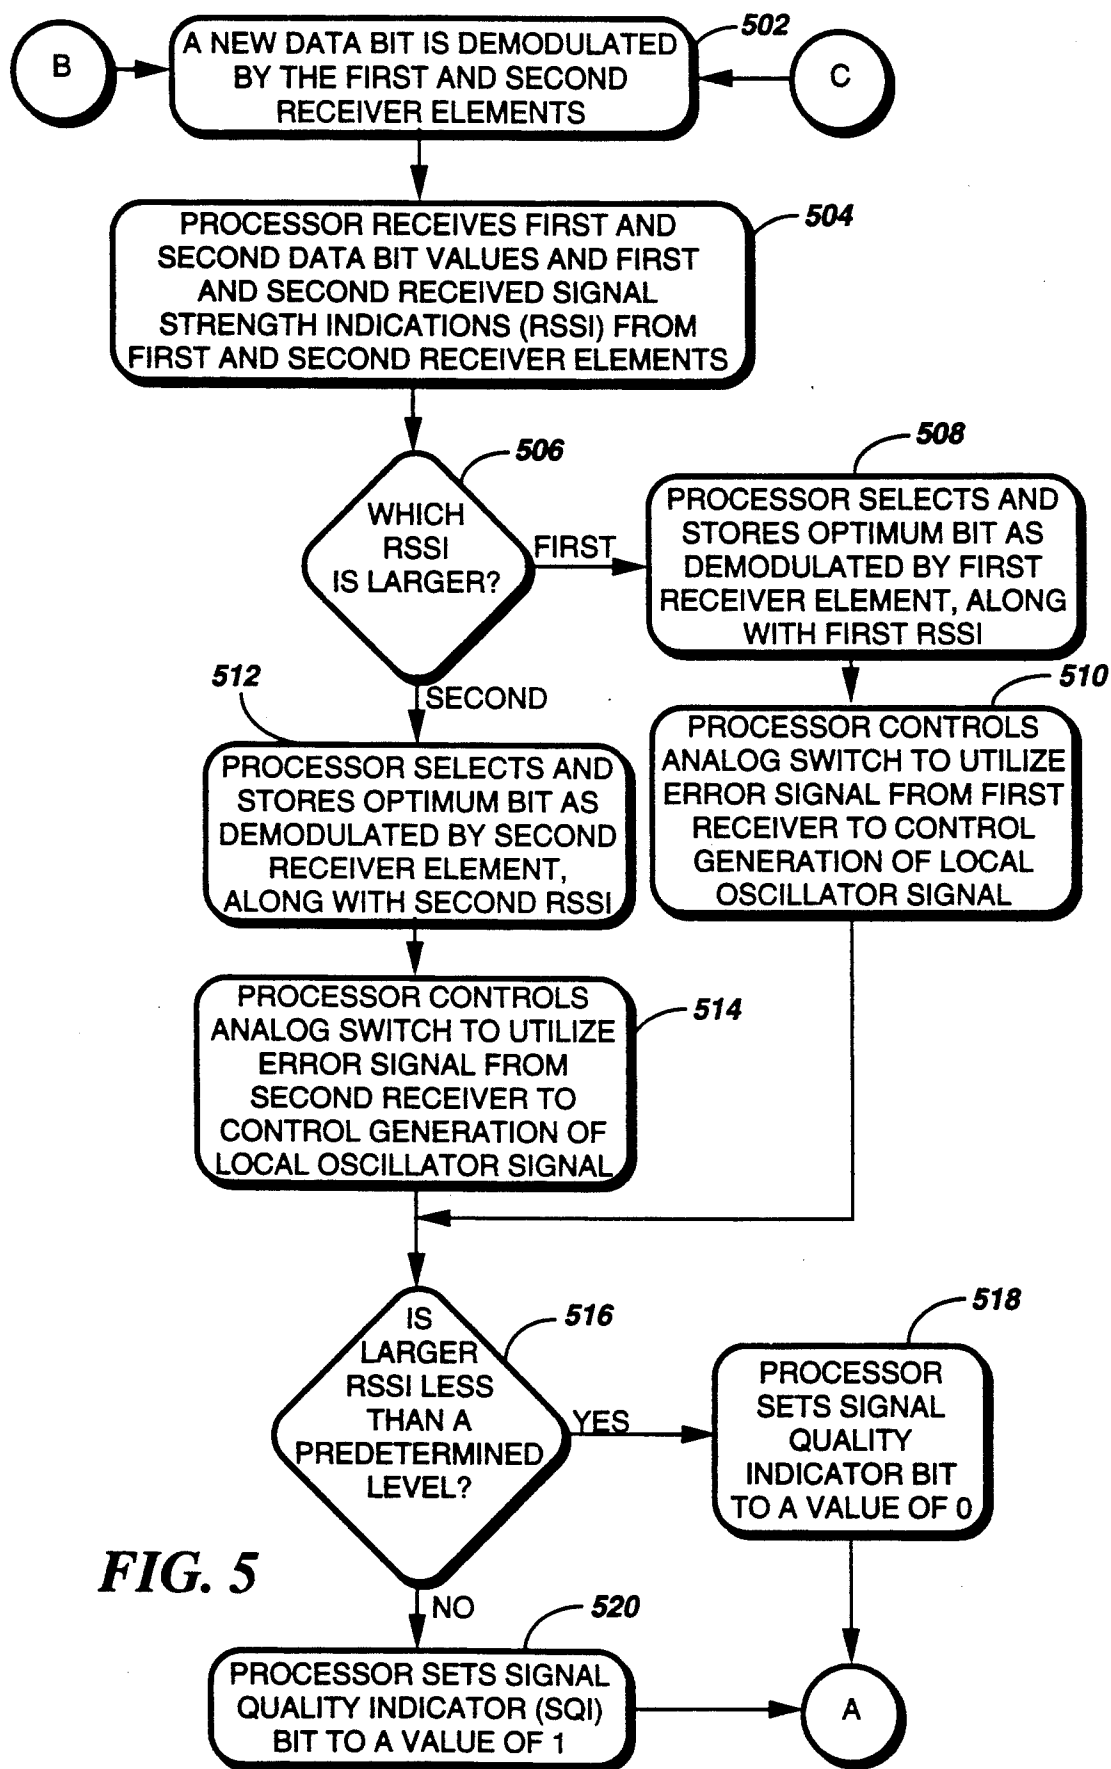 B
A NEW DATA BIT IS DEMODULATED
BY THE FIRST AND SECOND
RECEIVER ELEMENTS
502
C
PROCESSOR RECEIVES FIRST AND
SECOND DATA BIT VALUES AND FIRST
AND SECOND RECEIVED SIGNAL
STRENGTH INDICATIONS (RSSI) FROM
FIRST AND SECOND RECEIVER ELEMENTS
504
WHICH
RSSI
IS LARGER?
506
FIRST
508
PROCESSOR SELECTS AND
STORES OPTIMUM BIT AS
DEMODULATED BY FIRST
RECEIVER ELEMENT, ALONG
WITH FIRST RSSI
SECOND
512
PROCESSOR SELECTS AND
STORES OPTIMUM BIT AS
DEMODULATED BY SECOND
RECEIVER ELEMENT,
ALONG WITH SECOND RSSI
510
PROCESSOR CONTROLS
ANALOG SWITCH TO UTILIZE
ERROR SIGNAL FROM FIRST
RECEIVER TO CONTROL
GENERATION OF LOCAL
OSCILLATOR SIGNAL
PROCESSOR CONTROLS
ANALOG SWITCH TO UTILIZE
ERROR SIGNAL FROM
SECOND RECEIVER TO
CONTROL GENERATION OF
LOCAL OSCILLATOR SIGNAL
514
IS
LARGER
RSSI LESS
THAN A
PREDETERMINED
LEVEL?
516
YES
518
PROCESSOR
SETS SIGNAL
QUALITY
INDICATOR BIT
TO A VALUE OF 0
FIG. 5
NO
520
PROCESSOR SETS SIGNAL
QUALITY INDICATOR (SQI)
BIT TO A VALUE OF 1
A